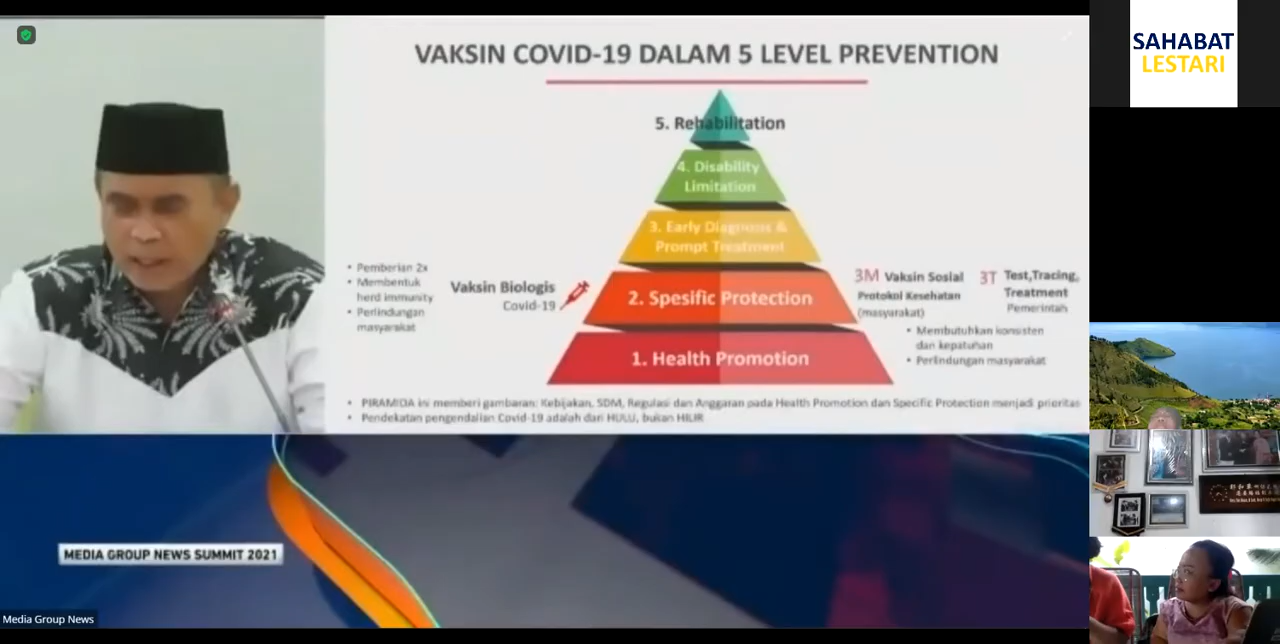 VAKSIN COVID-19 DALAM 5 LEVEL PREVENTION
5. Rehabilitation
4. Disability
Limitation
3. Early Diagnosis &
Prompt Treatment
2. Spesific Protection
1. Health Promotion
• Pemberian 2x
• Membentuk
herd immunity
• Perlindungan
masyarakat
Vaksin Biologis
Covid-19
3M Vaksin Sosial
Protokol Kesehatan
(masyarakat)
3T Test,Tracing,
Treatment
Pemerintah
• Membutuhkan konsisten
dan kepatuhan
• Perlindungan masyarakat
• PIRAMIDA ini memberi gambaran: Kebijakan, SDM, Regulasi dan Anggaran pada Health Promotion dan Specific Protection menjadi prioritas
• Pendekatan pengendalian Covid-19 adalah dari HULU, bukan HILIR
MEDIA GROUP NEWS SUMMIT 2021
Media Group News
SAHABAT
LESTARI